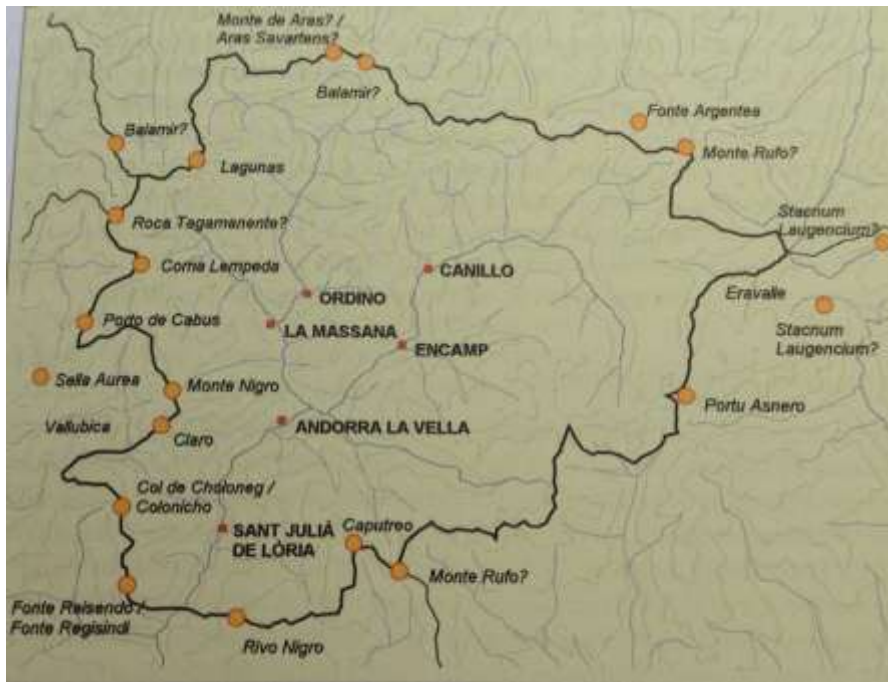 Monte de Aras? /
Aras Savartens?
Balamir?
Fonte Argentea
Balamir?
Lagunas
Monte Rufo?
Roca Tagamanente?
Stacnum
Laugencium?
Coma Lempeda
CANILLO
Eravalle
ORDINO
Porto de Cabus
LA MASSANA
Stacnum
Laugencium?
ENCAMP
Sella Aurea
Monte Nigro
Portu Asnero
Vallubica
Claro
ANDORRA LA VELLA
Col de Choloneg /
Colonicho
SANT JULIÀ
DE LÒRIA
Caputreo
Monte Rufo?
Fonte Reisendo /
Fonte Regisindi
Rivo Nigro